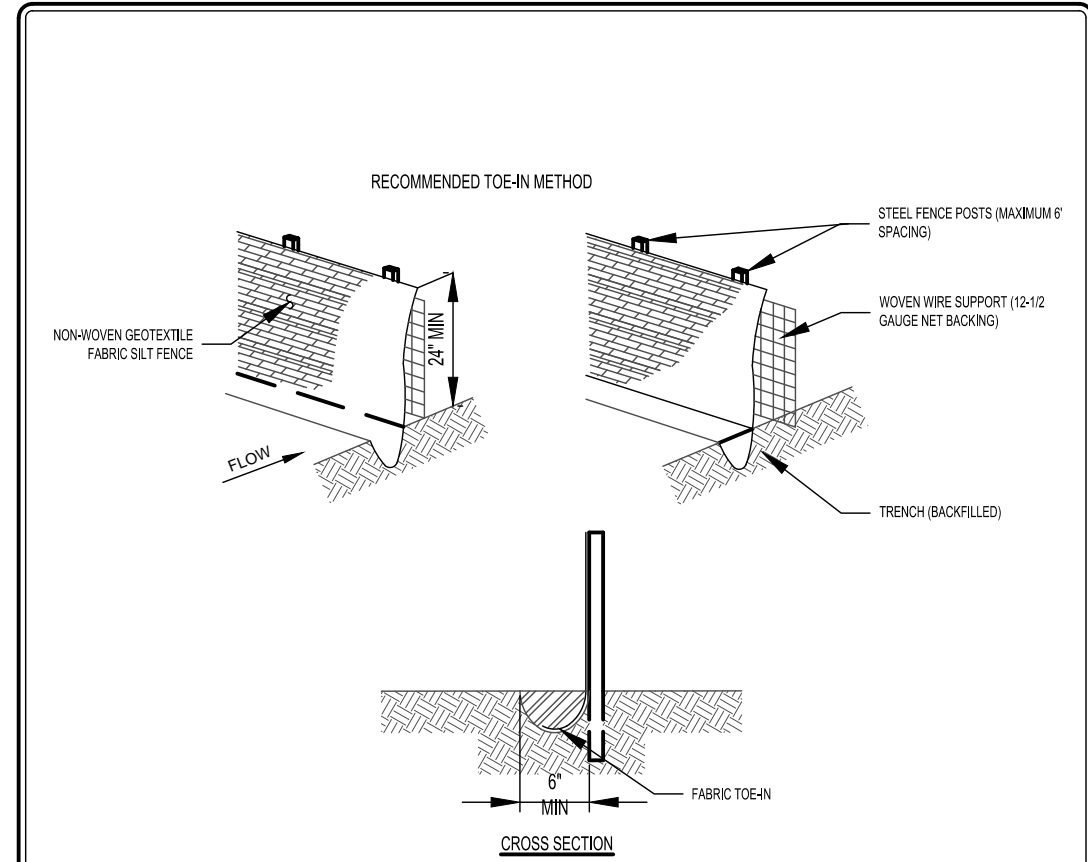 RECOMMENDED TOE-IN METHOD
STEEL FENCE POSTS (MAXIMUM 6'
SPACING)
WOVEN WIRE SUPPORT (12-1/2
GAUGE NET BACKING)
NON-WOVEN GEOTEXTILE
FABRIC SILT FENCE
24" MIN
FLOW
TRENCH (BACKFILLED)
6"
MIN
FABRIC TOE-IN
CROSS SECTION